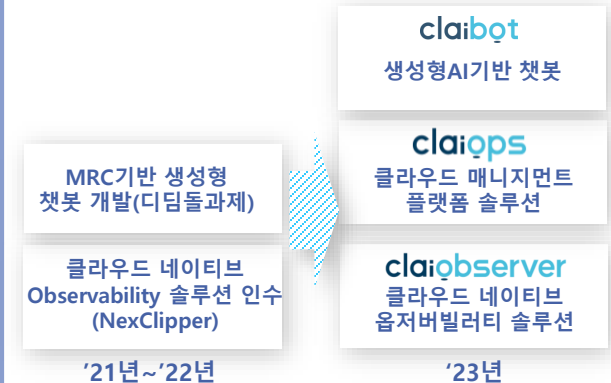 claibot
생성형AI기반 챗봇
MRC기반 생성형
챗봇 개발(디딤돌과제)
claiops
클라우드 매니지먼트
플랫폼 솔루션
클라우드 네이티브
Observability 솔루션 인수
(NexClipper)
claiobserver
클라우드 네이티브
옵저버빌러티 솔루션
’21년~’22년
‘23년